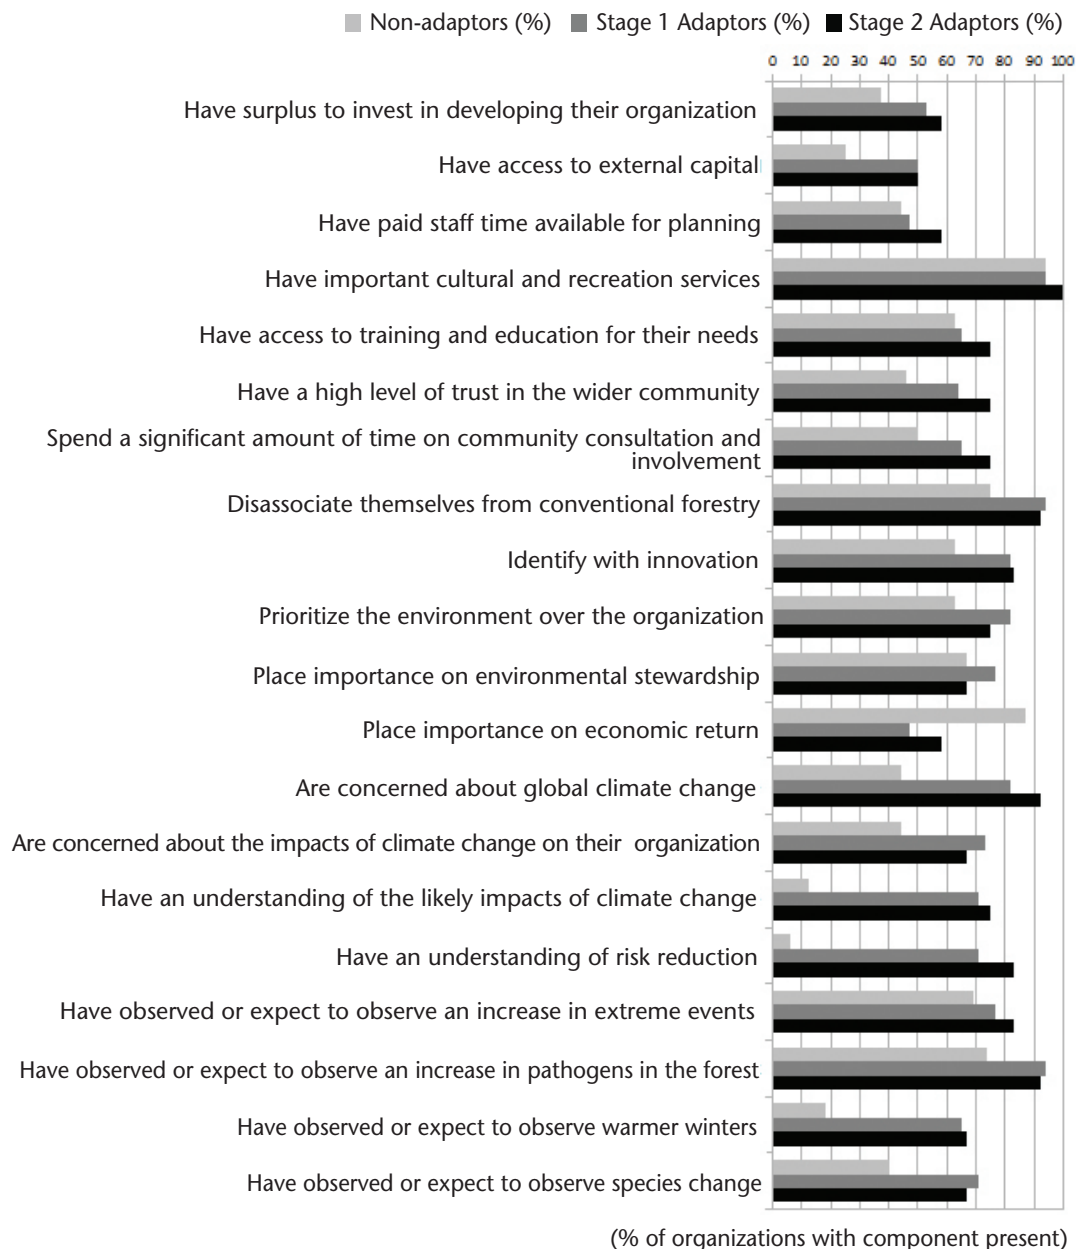 Non-adaptors (%) Stage 1 Adaptors (%) Stage 2 Adaptors (%)
0 10 20 30 40 50 60 70 80 90 100
Have surplus to invest in developing their organization
Have access to external capital
Have paid staff time available for planning
Have important cultural and recreation services
Have access to training and education for their needs
Have a high level of trust in the wider community
Spend a significant amount of time on community consultation and
involvement
Disassociate themselves from conventional forestry
Identify with innovation
Prioritize the environment over the organization
Place importance on environmental stewardship
Place importance on economic return
Are concerned about global climate change
Are concerned about the impacts of climate change on their organization
Have an understanding of the likely impacts of climate change
Have an understanding of risk reduction
Have observed or expect to observe an increase in extreme events
Have observed or expect to observe an increase in pathogens in the forest
Have observed or expect to observe warmer winters
Have observed or expect to observe species change
(% of organizations with component present)